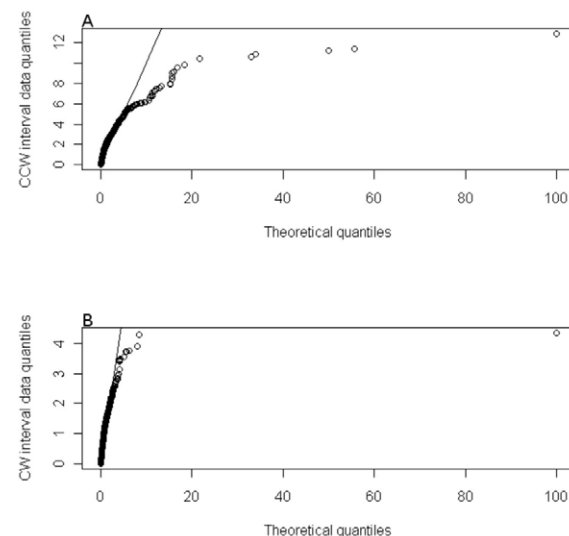 A
CCW interval data quantiles
12
8
6
4
2
0
0 20 40 60 80 100
Theoretical quantiles
B
CW interval data quantiles
4
3
2
1
0
0 20 40 60 80 100
Theoretical quantiles